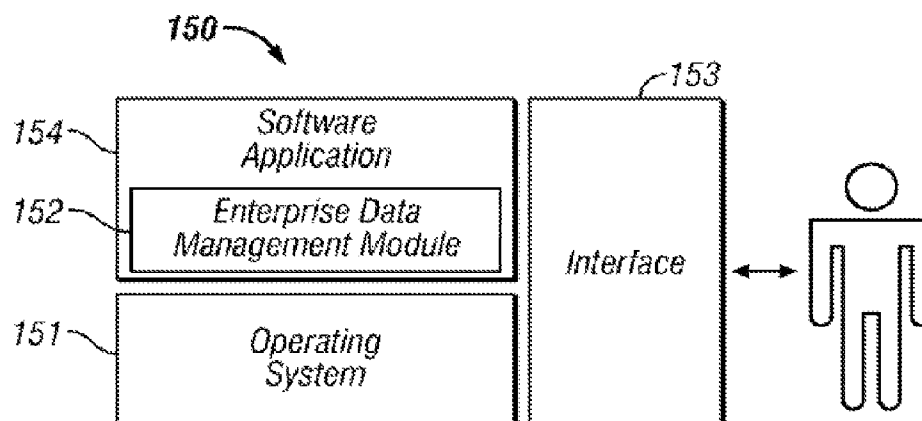 150
153
154
Software
Application
152
Enterprise Data
Management Module
Interface
151
Operating
System